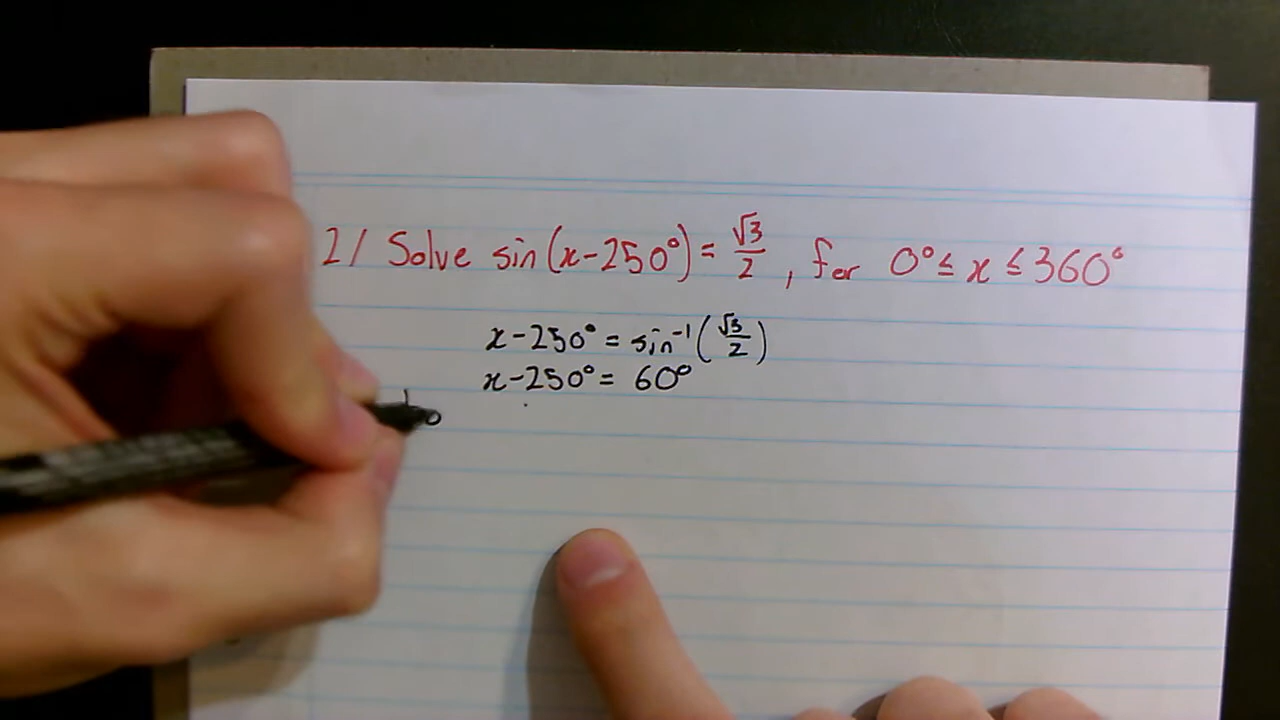 2/ Solve sin(x-250°) = √3/2, for 0° ≤ x ≤ 360°
x-250° = sin⁻¹(√3/2)
x-250° = 60°